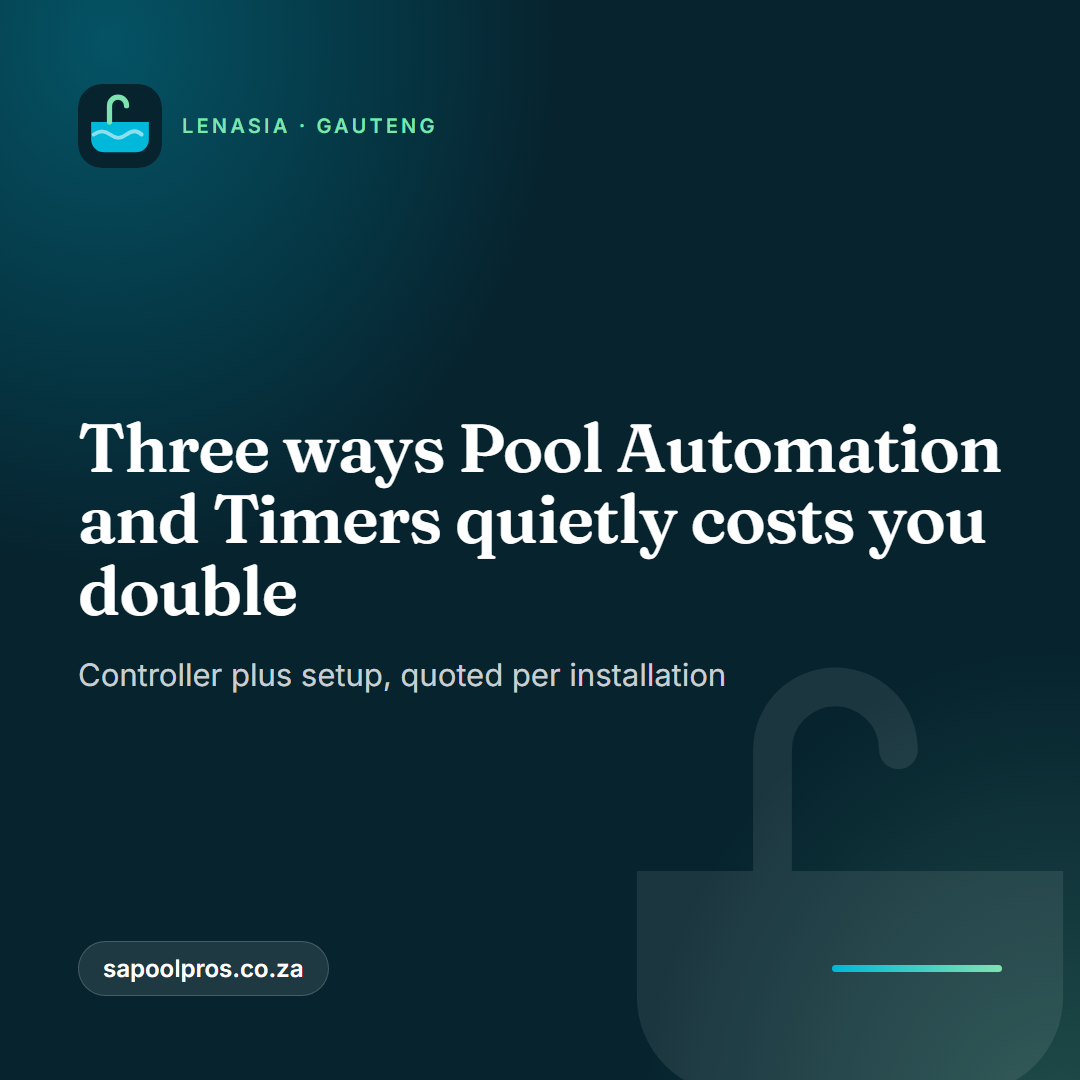 LENASIA · GAUTENG
Three ways Pool Automation
and Timers quietly costs you
double
Controller plus setup, quoted per installation
sapoolpros.co.za